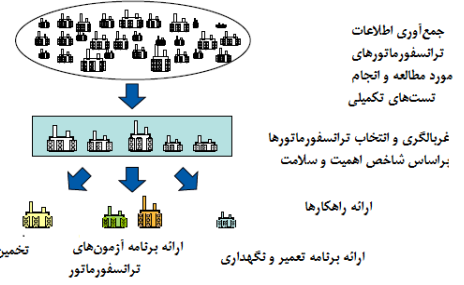 جمع‌آوری اطلاعات
ترانسفورماتورهای
مورد مطالعه و انجام
تست‌های تکمیلی
غربالگری و انتخاب ترانسفورماتورها
براساس شاخص اهمیت و سلامت
ارائه راهکارها
ارائه برنامه تعمیر و نگهداری
ارائه برنامه آزمون‌های
ترانسفورماتور
تخمین